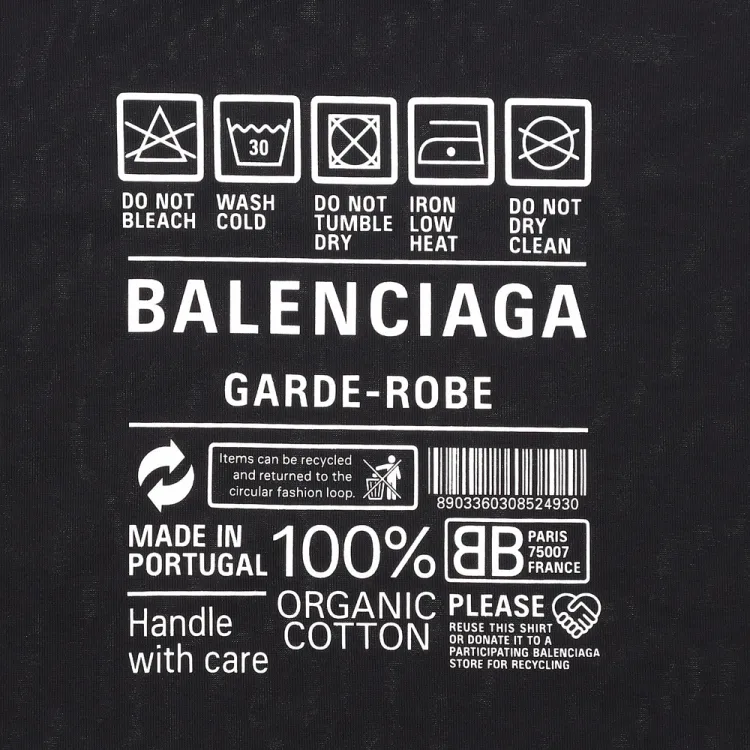 30
DO NOT
BLEACH
WASH
COLD
DO NOT
TUMBLE
DRY
IRON
LOW
HEAT
DO NOT
DRY
CLEAN
BALENCIAGA
GARDE-ROBE
Items can be recycled
and returned to the
circular fashion loop.
8903360308524930
MADE IN
PORTUGAL
100%
ORGANIC
COTTON
BB
PARIS
75007
FRANCE
Handle
with care
PLEASE
REUSE THIS SHIRT
OR DONATE IT TO A
PARTICIPATING BALENCIAGA
STORE FOR RECYCLING